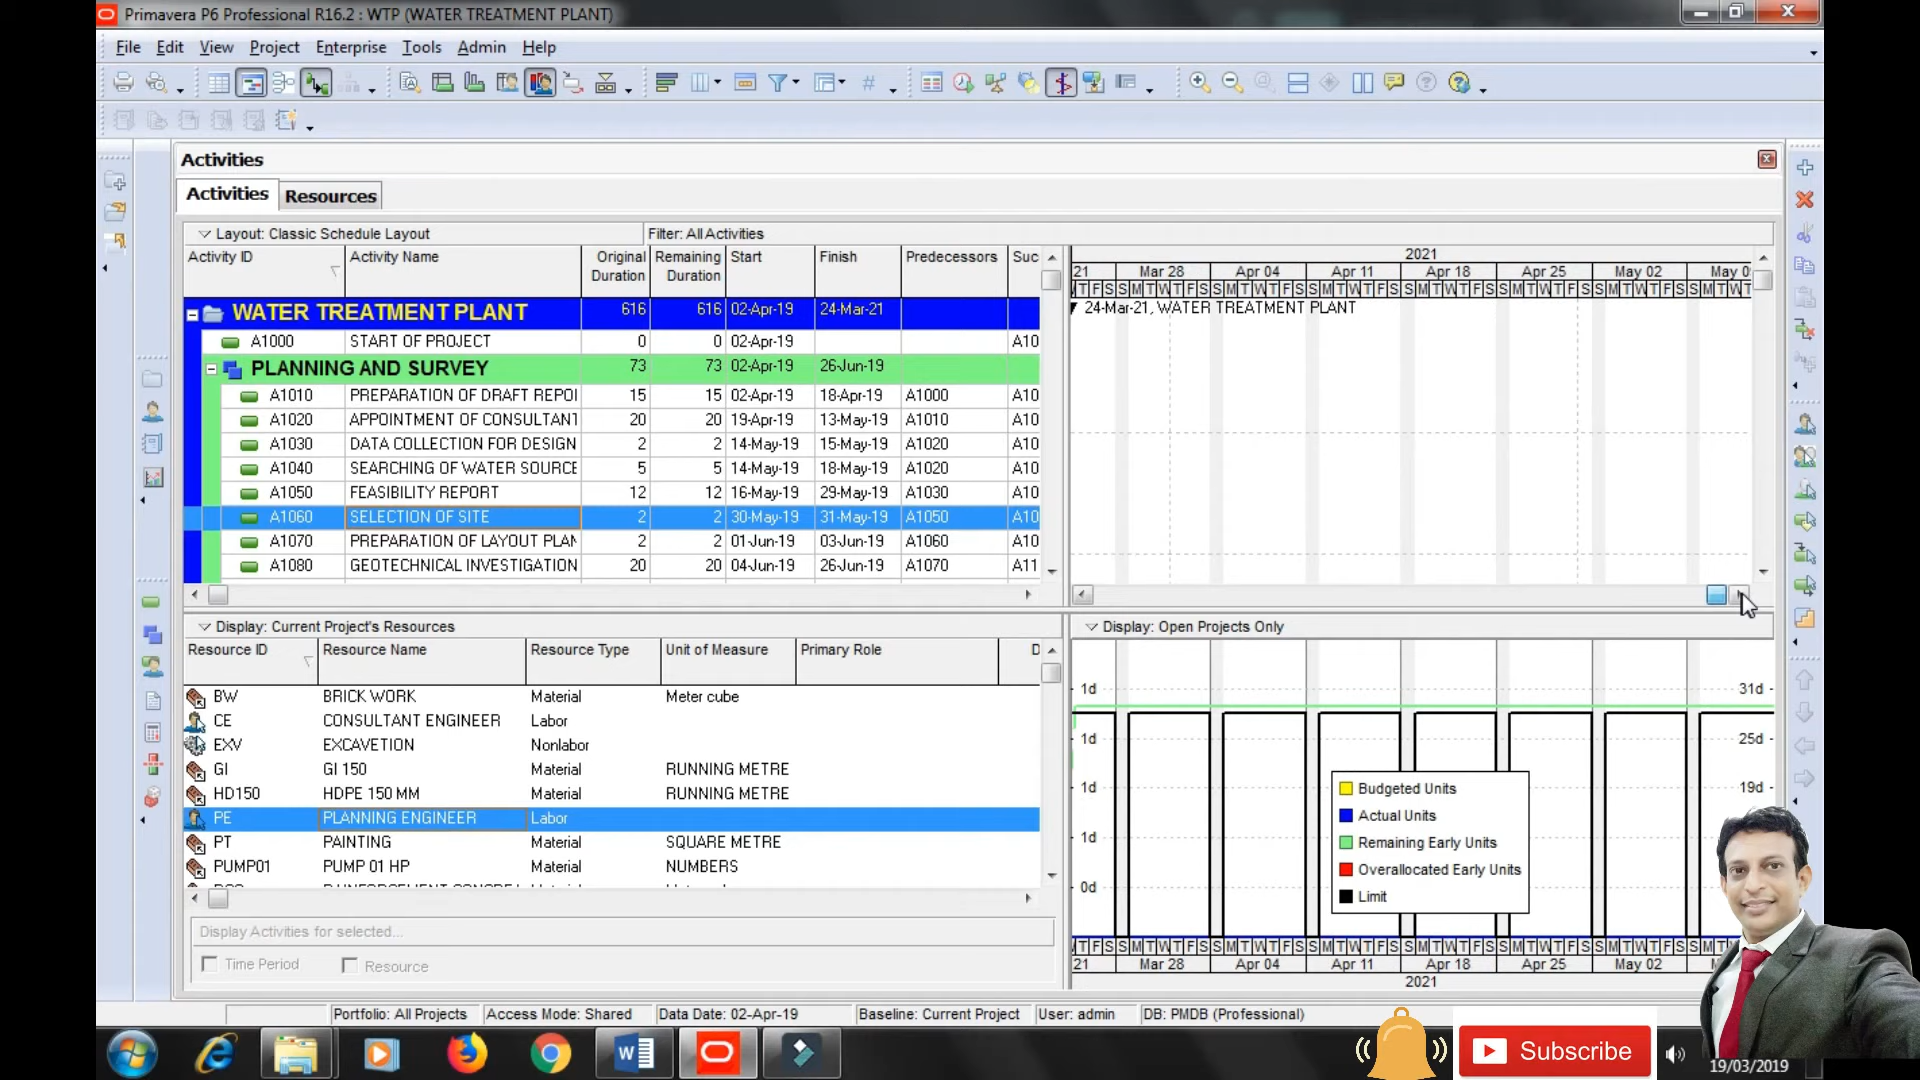 Primavera P6 Professional R16.2 : WTP (WATER TREATMENT PLANT)
File Edit View Project Enterprise Tools Admin Help
Activities
Activities Resources
Layout: Classic Schedule Layout Filter: All Activities
Activity ID Activity Name Original Duration Remaining Duration Start Finish Predecessors Suc
WATER TREATMENT PLANT 616 616 02-Apr-19 24-Mar-21
A1000 START OF PROJECT 0 0 02-Apr-19 A10
PLANNING AND SURVEY 73 73 02-Apr-19 26-Jun-19
A1010 PREPARATION OF DRAFT REPOI 15 15 02-Apr-19 18-Apr-19 A1000 A10
A1020 APPOINTMENT OF CONSULTANT 20 20 19-Apr-19 13-May-19 A1010 A10
A1030 DATA COLLECTION FOR DESIGN 2 2 14-May-19 15-May-19 A1020 A10
A1040 SEARCHING OF WATER SOURCE 5 5 14-May-19 18-May-19 A1020 A10
A1050 FEASIBILITY REPORT 12 12 16-May-19 29-May-19 A1030 A10
A1060 SELECTION OF SITE 2 2 30-May-19 31-May-19 A1050 A10
A1070 PREPARATION OF LAYOUT PLAN 2 2 01-Jun-19 03-Jun-19 A1060 A10
A1080 GEOTECHNICAL INVESTIGATION 20 20 04-Jun-19 26-Jun-19 A1070 A11
2021
21 Mar 28 Apr 04 Apr 11 Apr 18 Apr 25 May 02 May 0
T F S S M T W T F S S M T W T F S S M T W T F S S M T W T F S S M T W T F S S M T W T F S S M T W
24-Mar-21, WATER TREATMENT PLANT
Display: Current Project's Resources
Resource ID Resource Name Resource Type Unit of Measure Primary Role D
BW BRICK WORK Material Meter cube
CE CONSULTANT ENGINEER Labor
EXV EXCAVETION Nonlabor
GI GI 150 Material RUNNING METRE
HD150 HDPE 150 MM Material RUNNING METRE
PE PLANNING ENGINEER Labor
PT PAINTING Material SQUARE METRE
PUMP01 PUMP 01 HP Material NUMBERS
Display Activities for selected...
Time Period Resource
Display: Open Projects Only
1d 31d
1d 25d
1d 19d
1d
0d
Budgeted Units
Actual Units
Remaining Early Units
Overallocated Early Units
Limit
T F S S M T W T F S S M T W T F S S M T W T F S S M T W T F S S M T W T F S S M T W T F S S M T
21 Mar 28 Apr 04 Apr 11 Apr 18 Apr 25 May 02
2021
Portfolio: All Projects Access Mode: Shared Data Date: 02-Apr-19 Baseline: Current Project User: admin DB: PMDB (Professional)
Subscribe
19/03/2019